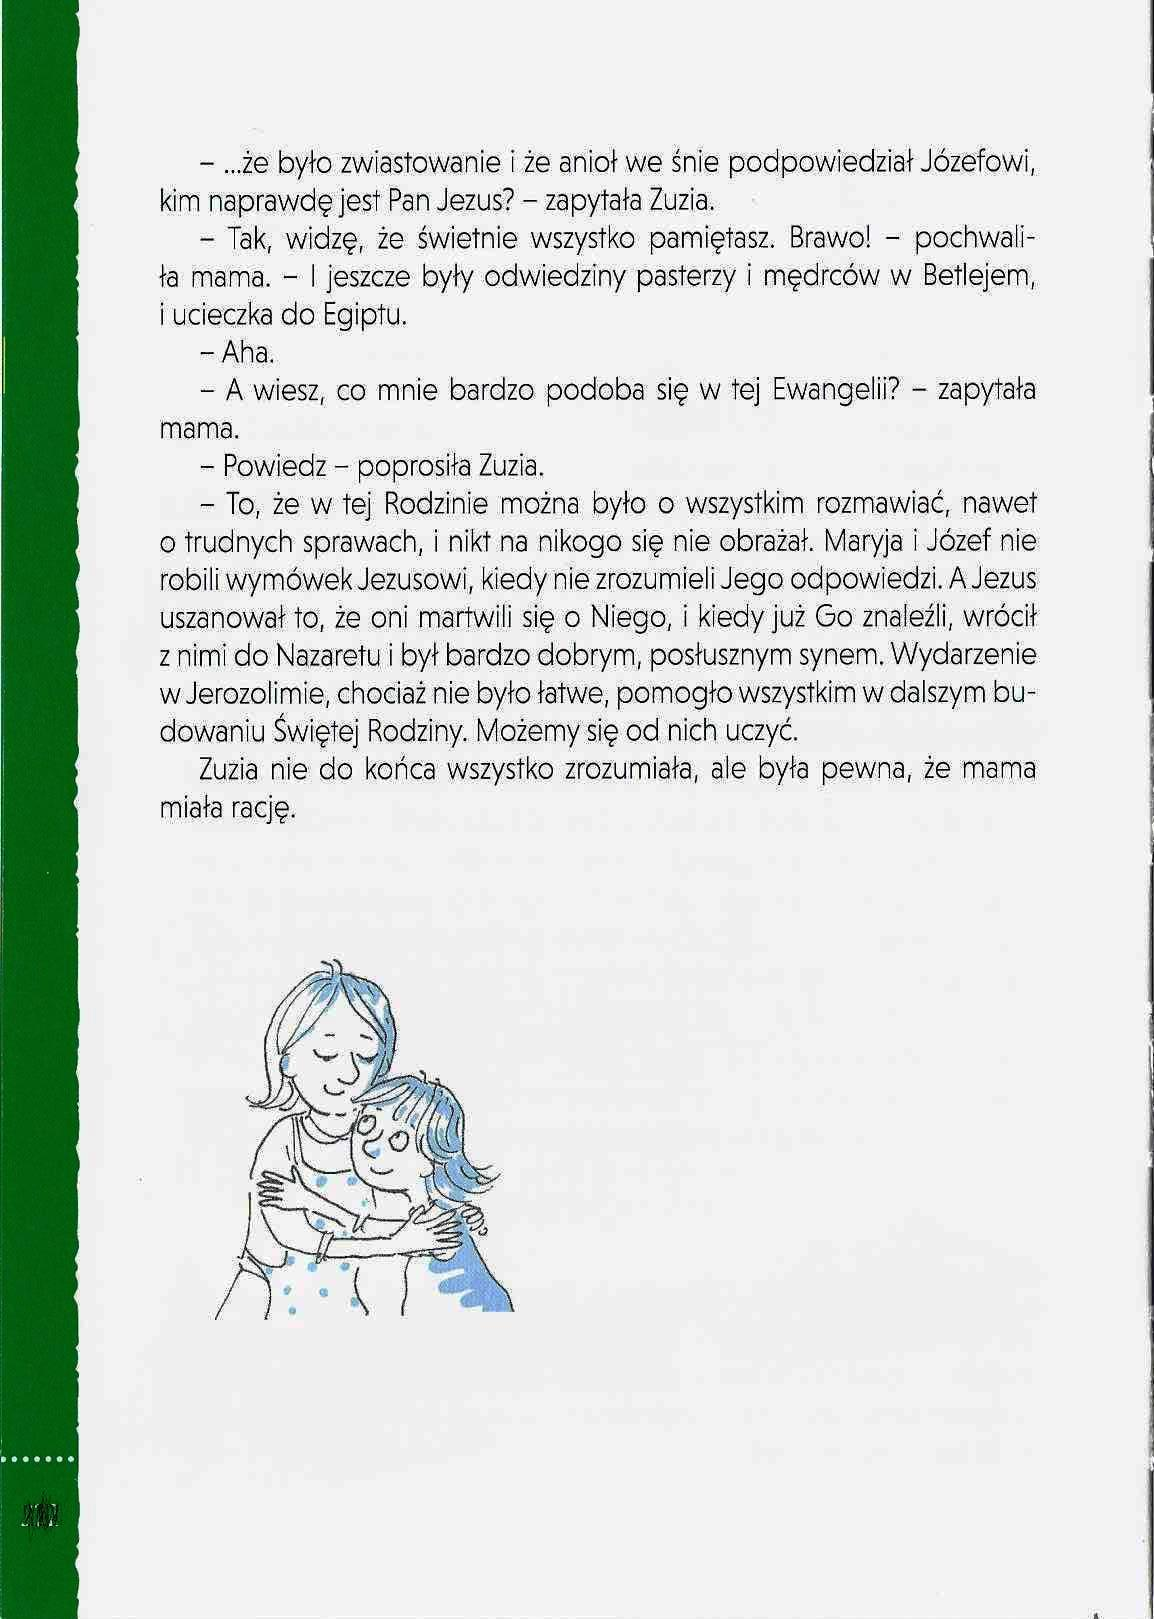 – ...że było zwiastowanie i że anioł we śnie podpowiedział Józefowi,
kim naprawdę jest Pan Jezus? – zapytała Zuzia.
– Tak, widzę, że świetnie wszystko pamiętasz. Brawo! – pochwali-
ła mama. – I jeszcze były odwiedziny pasterzy i mędrców w Betlejem,
i ucieczka do Egiptu.
– Aha.
– A wiesz, co mnie bardzo podoba się w tej Ewangelii? – zapytała
mama.
– Powiedz – poprosiła Zuzia.
– To, że w tej Rodzinie można było o wszystkim rozmawiać, nawet
o trudnych sprawach, i nikt na nikogo się nie obrażał. Maryja i Józef nie
robili wymówek Jezusowi, kiedy nie zrozumieli Jego odpowiedzi. A Jezus
uszanował to, że oni martwili się o Niego, i kiedy już Go znaleźli, wrócił
z nimi do Nazaretu i był bardzo dobrym, posłusznym synem. Wydarzenie
w Jerozolimie, chociaż nie było łatwe, pomogło wszystkim w dalszym bu-
dowaniu Świętej Rodziny. Możemy się od nich uczyć.
Zuzia nie do końca wszystko zrozumiała, ale była pewna, że mama
miała rację.